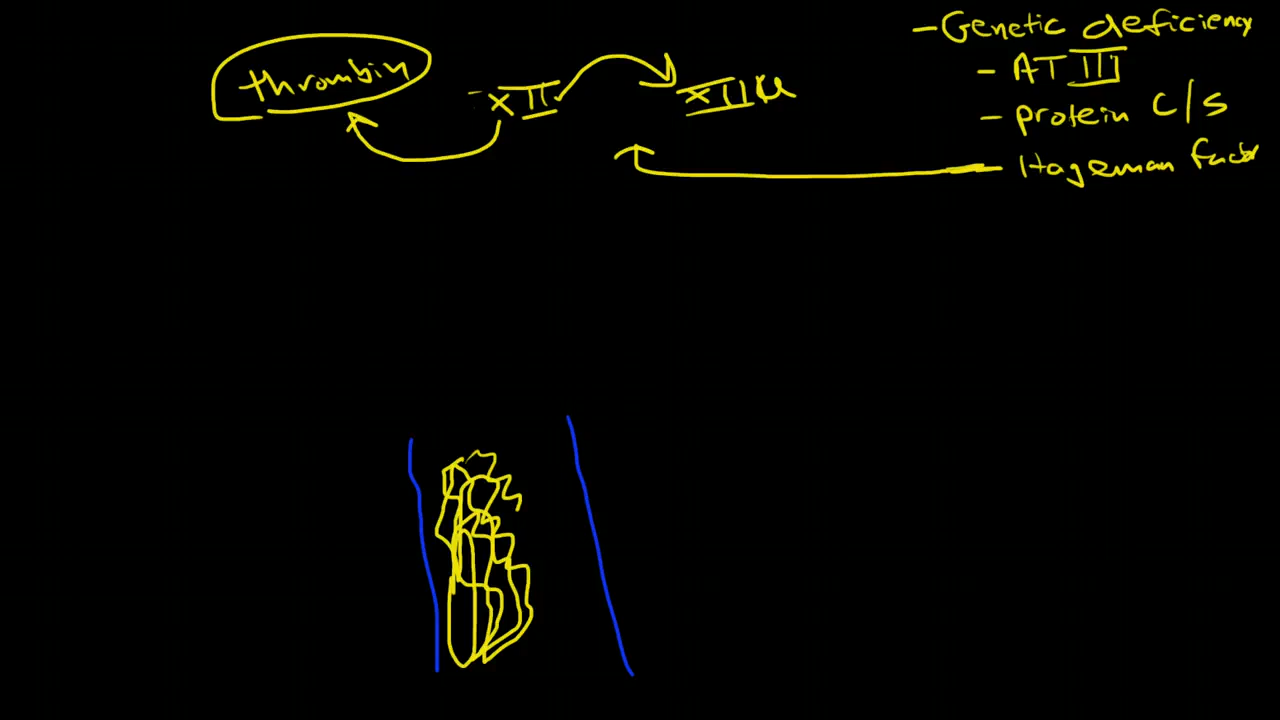 - Genetic deficiency
thrombin
- AT III
XII
XIIa
- protein C/S
- Hageman factor